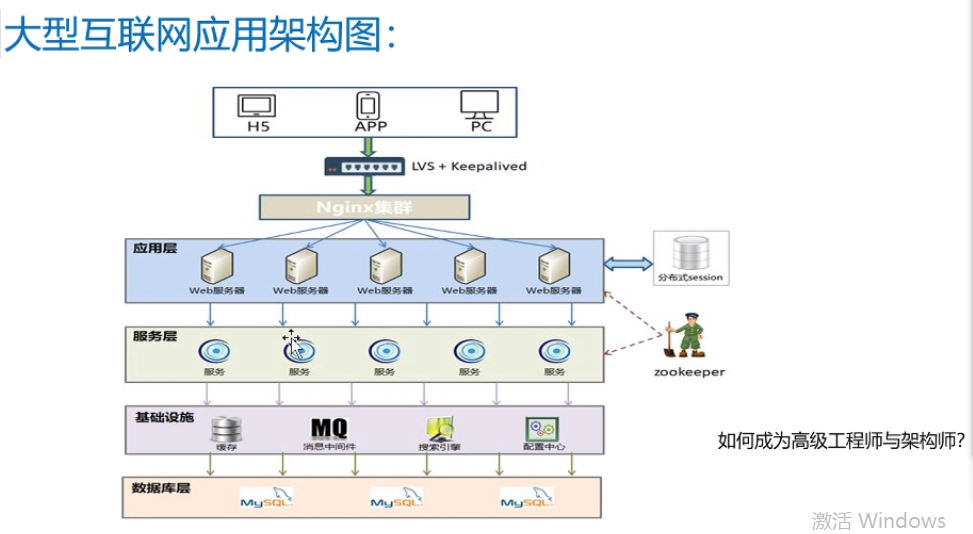 大型互联网应用架构图：
H5 APP PC
LVS + Keepalived
Nginx集群
应用层
Web服务器 Web服务器 Web服务器 Web服务器 Web服务器
分布式session
服务层
服务 服务 服务 服务 服务
zookeeper
基础设施
MQ
缓存 消息中间件 搜索引擎 配置中心
如何成为高级工程师与架构师?
数据库层
MySQL MySQL MySQL
激活 Windows